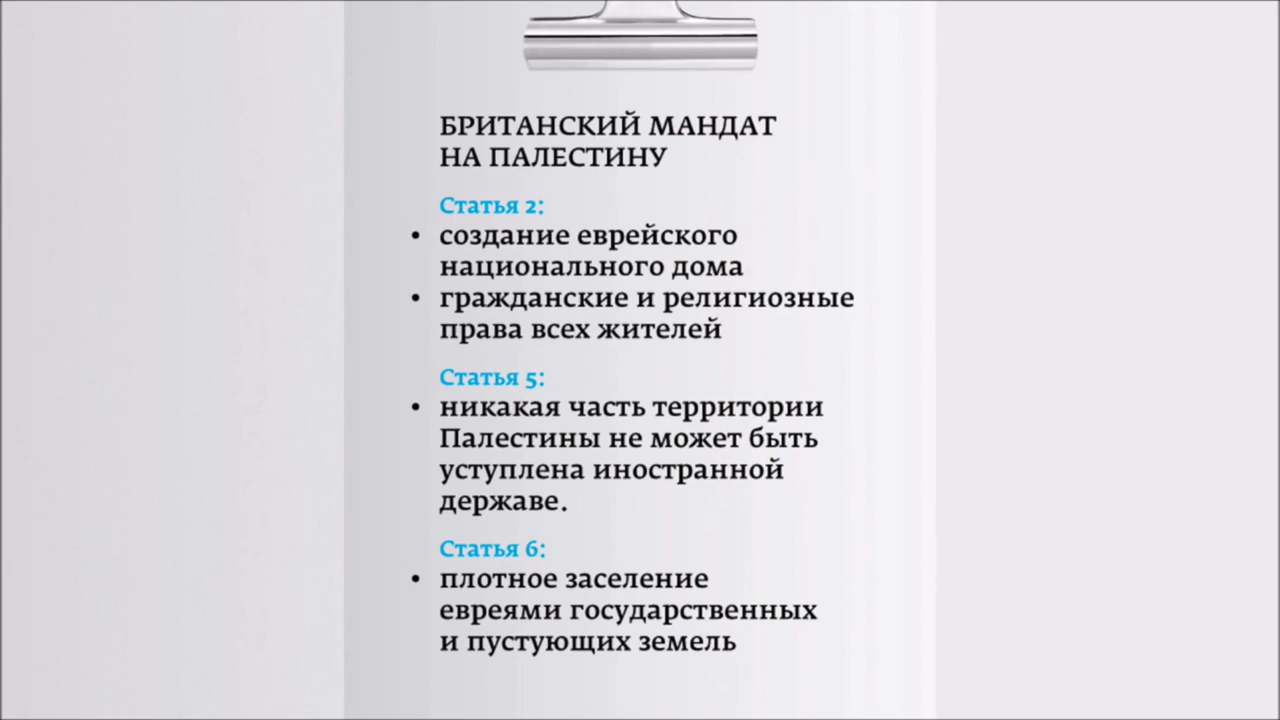 БРИТАНСКИЙ МАНДАТ
НА ПАЛЕСТИНУ
Статья 2:
• создание еврейского
национального дома
• гражданские и религиозные
права всех жителей
Статья 5:
• никакая часть территории
Палестины не может быть
уступлена иностранной
державе.
Статья 6:
• плотное заселение
евреями государственных
и пустующих земель